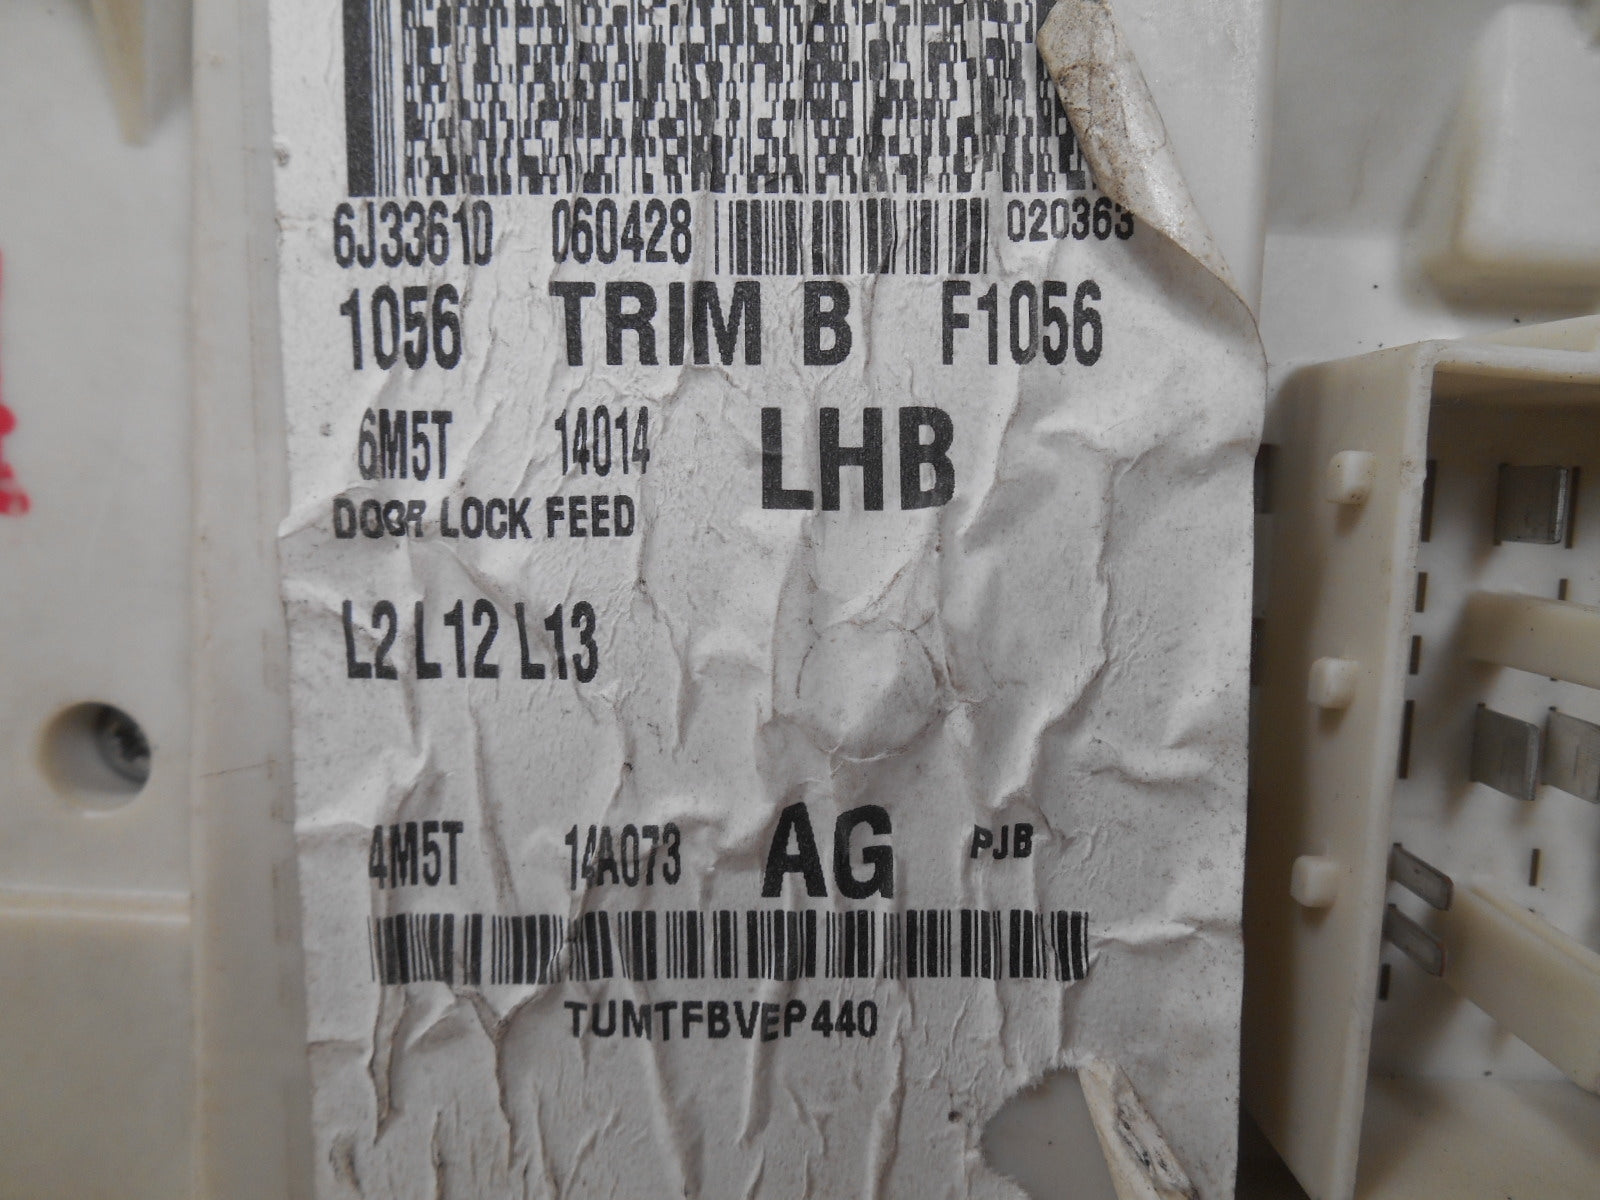 6J33610 060428 020363
1056 TRIM B F1056
6M5T 14014 LHB
DOOR LOCK FEED
L2 L12 L13
4M5T 14A073 AG PJB
TUMTFBVEP440